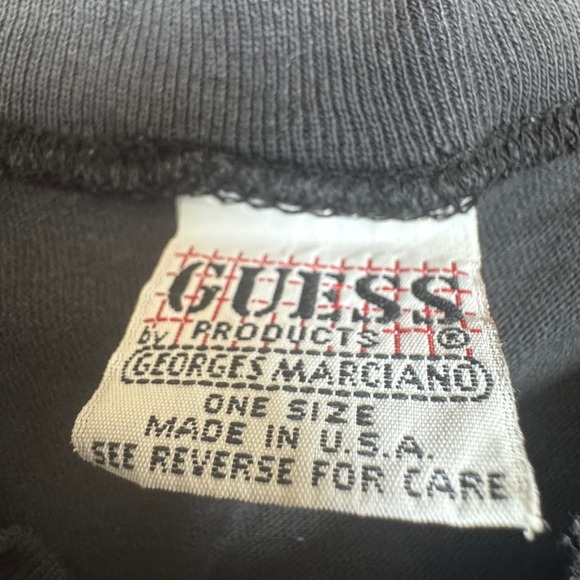 GUESS
by PRODUCTS ®
GEORGES MARCIANO
ONE SIZE
MADE IN U.S.A.
SEE REVERSE FOR CARE